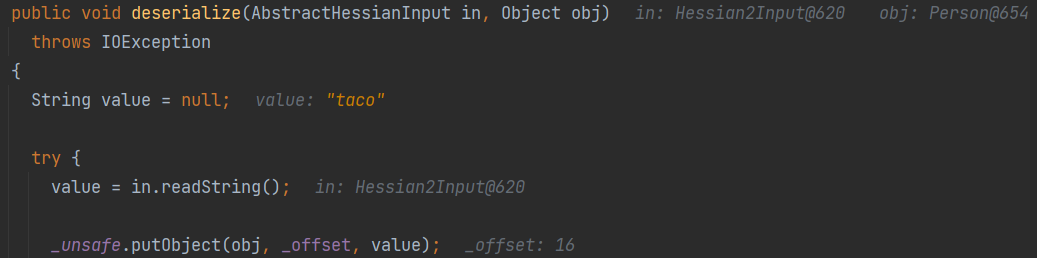 public void deserialize(AbstractHessianInput in, Object obj)   in: Hessian2Input@620   obj: Person@654
  throws IOException
{
  String value = null;   value: "taco"
  try {
    value = in.readString();   in: Hessian2Input@620
    _unsafe.putObject(obj, _offset, value);   _offset: 16